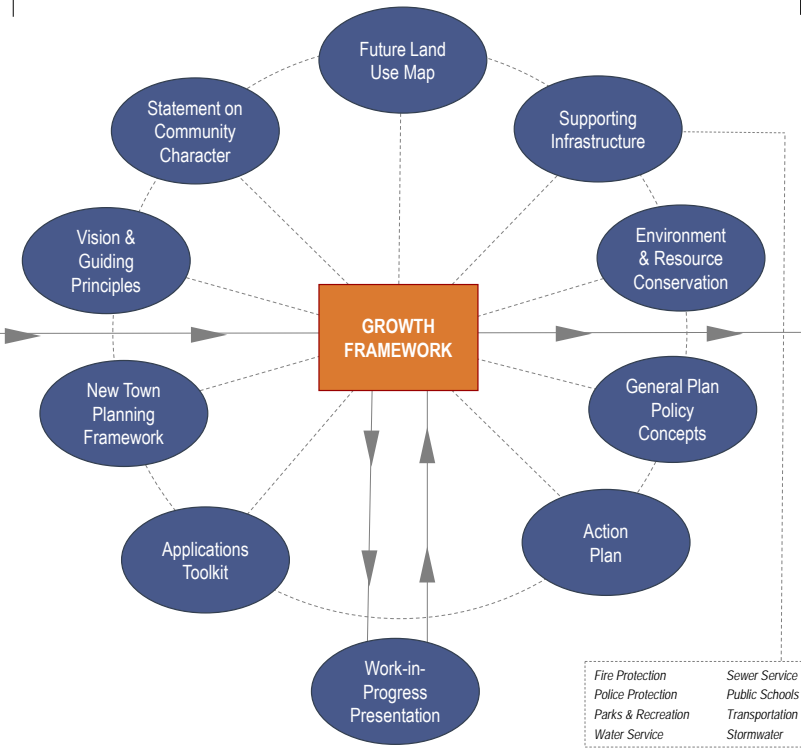 Future Land
Use Map
Statement on
Community
Character
Supporting
Infrastructure
Vision &
Guiding
Principles
Environment
& Resource
Conservation
GROWTH
FRAMEWORK
New Town
Planning
Framework
General Plan
Policy
Concepts
Applications
Toolkit
Action
Plan
Work-in-
Progress
Presentation
Fire Protection
Police Protection
Parks & Recreation
Water Service
Sewer Service
Public Schools
Transportation
Stormwater